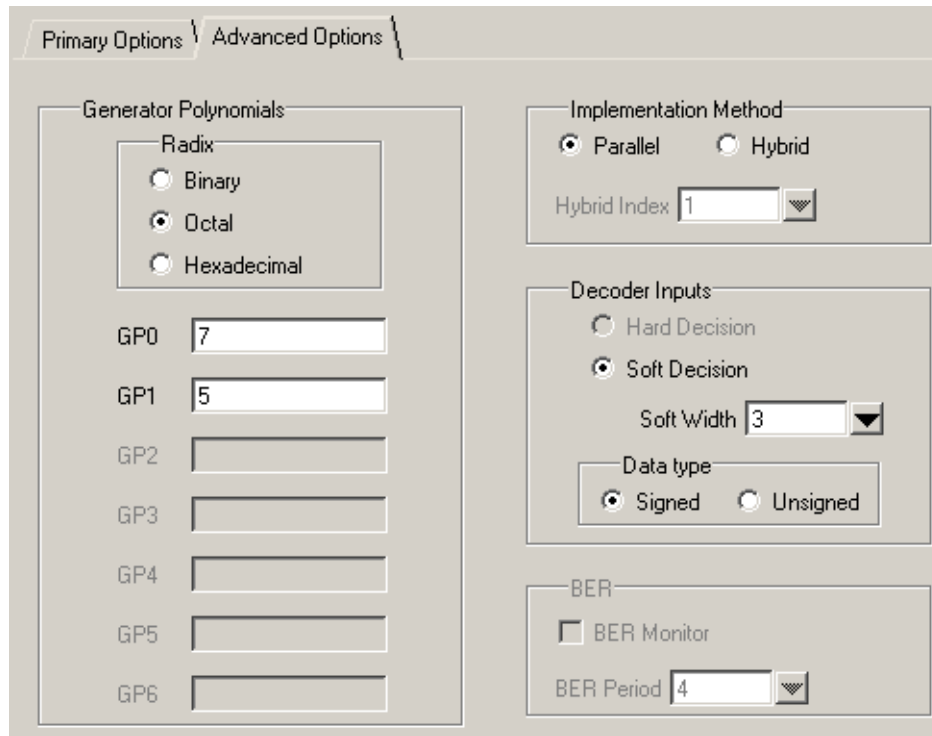 Primary Options
Advanced Options
Generator Polynomials
Radix
Binary
Octal
Hexadecimal
GP0 7
GP1 5
GP2
GP3
GP4
GP5
GP6
Implementation Method
Parallel Hybrid
Hybrid Index 1
Decoder Inputs
Hard Decision
Soft Decision
Soft Width 3
Data type
Signed Unsigned
BER
BER Monitor
BER Period 4